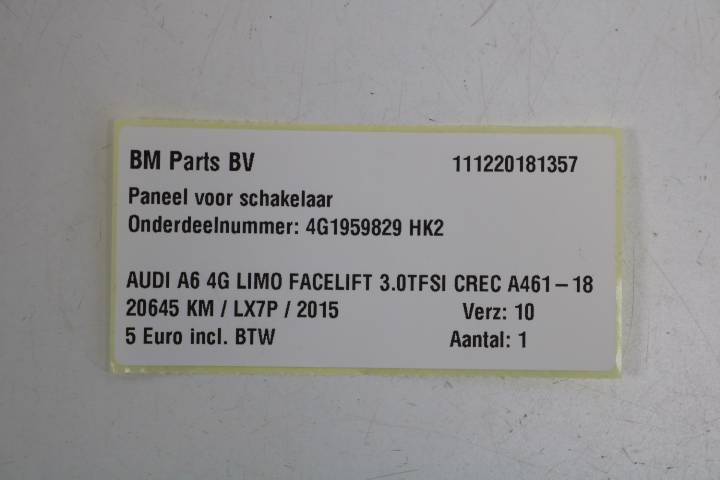 BM Parts BV 111220181357
Paneel voor schakelaar
Onderdeelnummer: 4G1959829 HK2
AUDI A6 4G LIMO FACELIFT 3.0TFSI CREC A461-18
20645 KM / LX7P / 2015 Verz: 10
5 Euro incl. BTW Aantal: 1